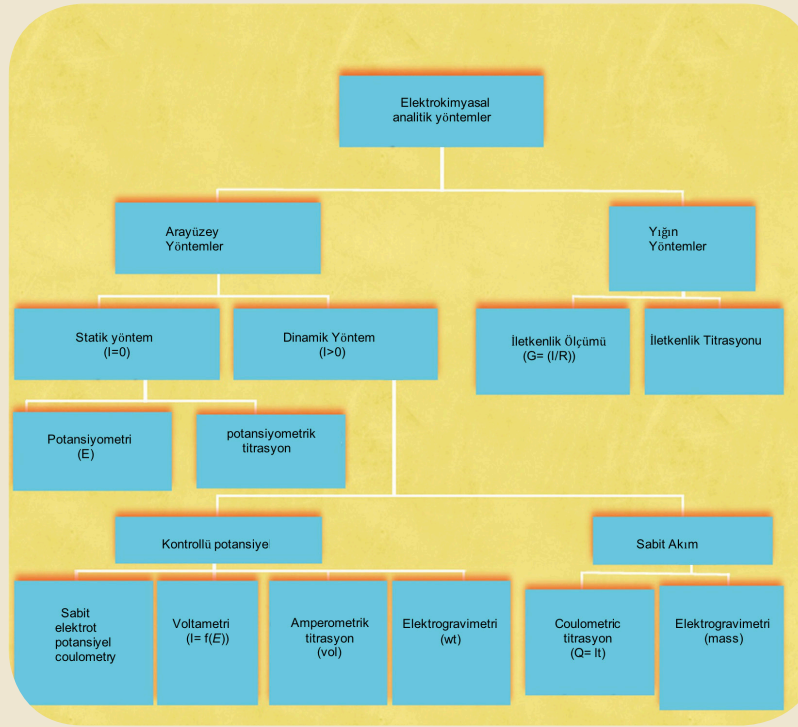 Elektrokimyasal
analitik yöntemler
Arayüzey
Yöntemler
Yığın
Yöntemler
Statik yöntem
(I=0)
Dinamik Yöntem
(I>0)
İletkenlik Ölçümü
(G= (I/R))
İletkenlik Titrasyonu
Potansiyometri
(E)
potansiyometrik
titrasyon
Kontrollü potansiyel
Sabit Akım
Sabit
elektrot
potansiyel
coulometry
Voltametri
(I= f(E))
Amperometrik
titrasyon
(vol)
Elektrogravimetri
(wt)
Coulometric
titrasyon
(Q= It)
Elektrogravimetri
(mass)